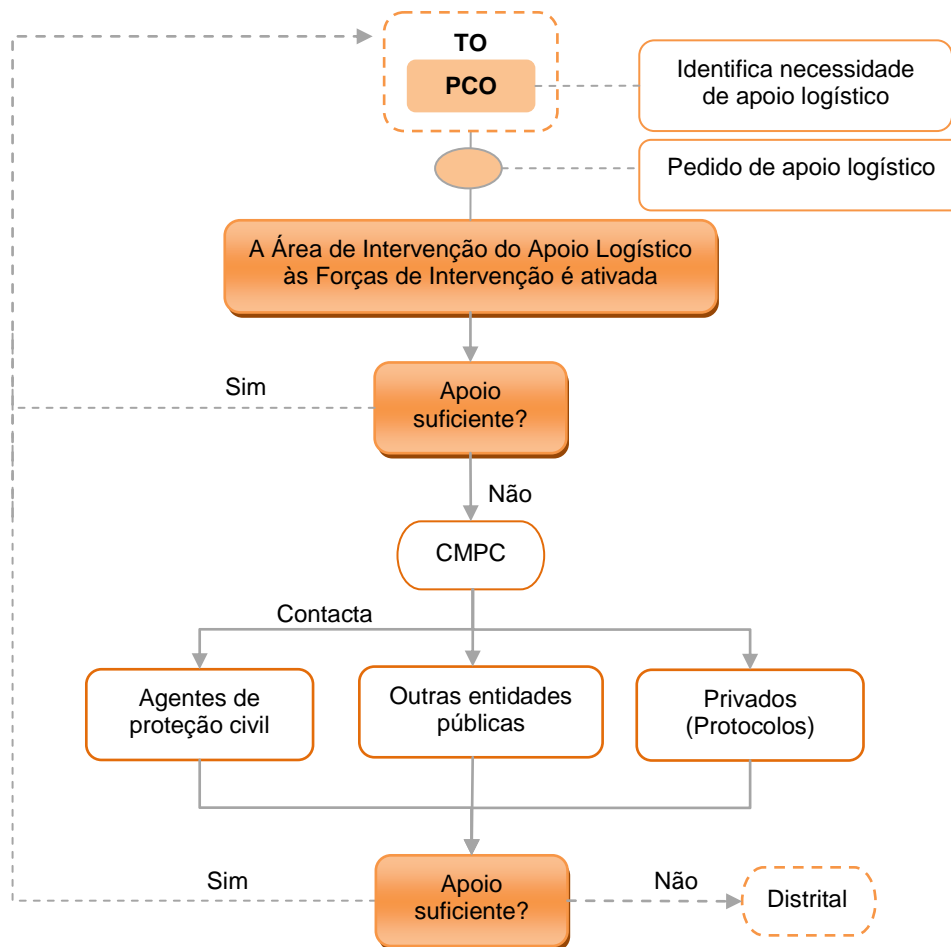 TO
PCO
Identifica necessidade
de apoio logístico
Pedido de apoio logístico
A Área de Intervenção do Apoio Logístico
às Forças de Intervenção é ativada
Sim
Apoio
suficiente?
Não
CMPC
Contacta
Agentes de
proteção civil
Outras entidades
públicas
Privados
(Protocolos)
Sim
Apoio
suficiente?
Não
Distrital